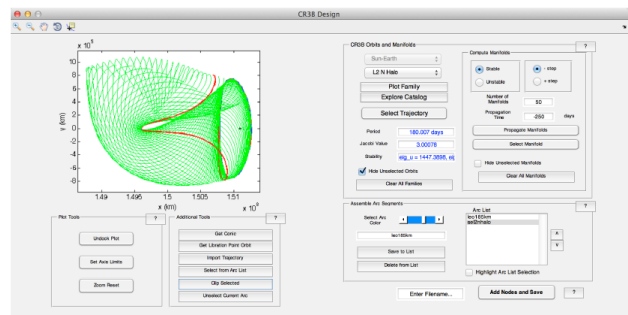 CR3B Design
x 10
y (km)
10
8
6
4
2
0
-2
-4
-6
-8
1.49 1.495 1.5 1.505 1.51
x (km)
x 10
Plot Tools ?
Unlock Plot
Set Axis Limits
Zoom Reset
Additional Tools ?
Get Conic
Get Libration Point Orbit
Import Trajectory
Select from Arc List
Clip Selected
Unselect Current Arc
CR3B Orbits and Manifolds ?
Sun-Earth
L2 N Halo
Plot Family
Explore Catalog
Select Trajectory
Period 180.007 days
Jacobi Value 3.00078
Stability eig_u = 1447.3898, ei
Hide Unselected Orbits
Clear All Families
Compute Manifolds
Stable
Unstable
- step
+ step
Number of
Manifolds 50
Propagation
Time -250 days
Propagate Manifolds
Select Manifold
Hide Unselected Manifolds
Clear All Manifolds
Assemble Arc Segments ?
Select Arc
Color
leo185km
Save to List
Delete from List
Arc List
leo185km
sel2nhalo
^
v
Highlight Arc List Selection
Enter Filename...
Add Nodes and Save ?